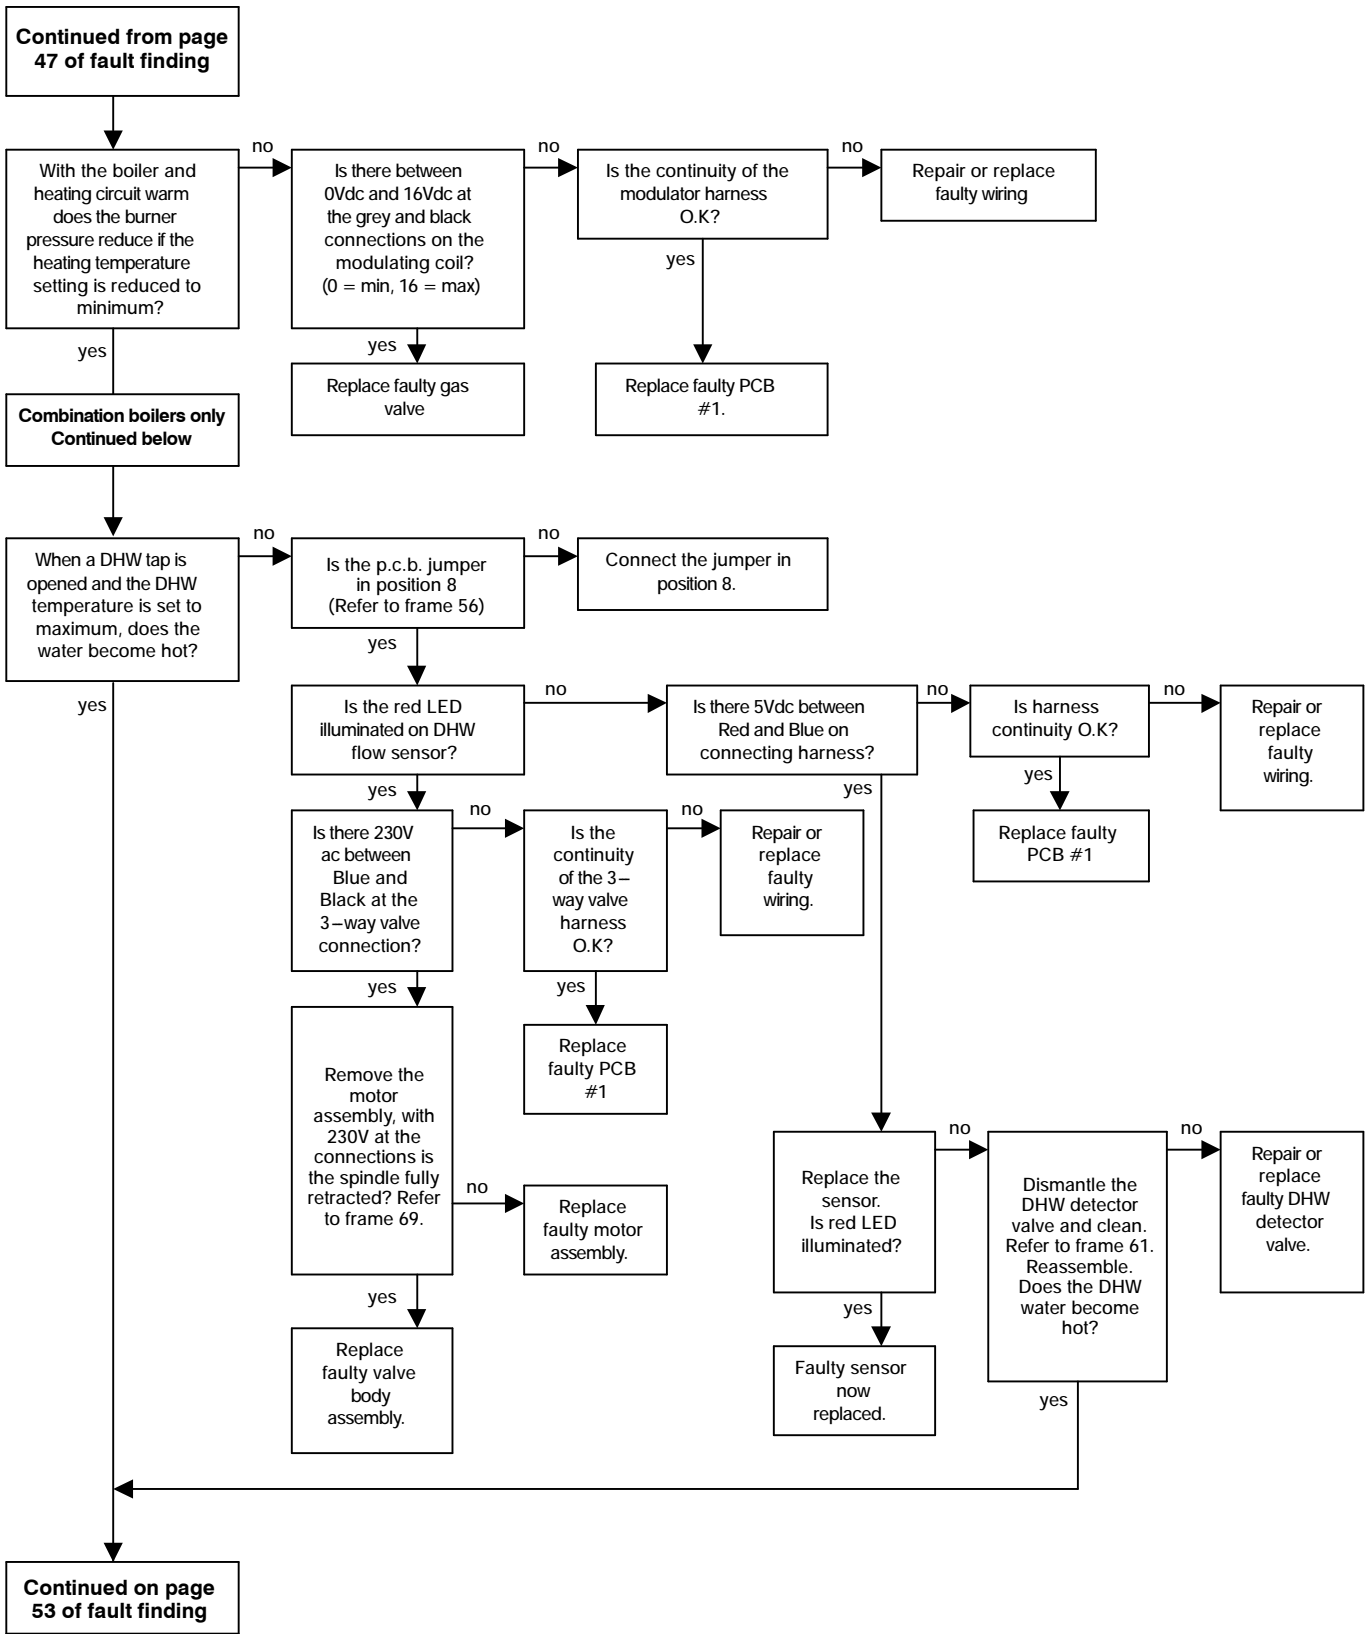 Continued from page
47 of fault finding
With the boiler and
heating circuit warm
does the burner
pressure reduce if the
heating temperature
setting is reduced to
minimum?
no
Is there between
0Vdc and 16Vdc at
the grey and black
connections on the
modulating coil?
(0 = min, 16 = max)
no
Is the continuity of the
modulator harness
O.K?
no
Repair or replace
faulty wiring
yes
yes
yes
Replace faulty gas
valve
Replace faulty PCB
#1.
Combination boilers only
Continued below
When a DHW tap is
opened and the DHW
temperature is set to
maximum, does the
water become hot?
no
Is the p.c.b. jumper
in position 8
(Refer to frame 56)
no
Connect the jumper in
position 8.
yes
yes
Is the red LED
illuminated on DHW
flow sensor?
no
Is there 5Vdc between
Red and Blue on
connecting harness?
no
Is harness
continuity O.K?
no
Repair or
replace
faulty
wiring.
yes
yes
yes
Replace faulty
PCB #1
Is there 230V
ac between
Blue and
Black at the
3–way valve
connection?
no
Is the
continuity
of the 3–
way valve
harness
O.K?
no
Repair or
replace
faulty
wiring.
yes
yes
Replace
faulty PCB
#1
Remove the
motor
assembly, with
230V at the
connections is
the spindle fully
retracted? Refer
to frame 69.
no
Replace
faulty motor
assembly.
yes
Replace
faulty valve
body
assembly.
Replace the
sensor.
Is red LED
illuminated?
no
Dismantle the
DHW detector
valve and clean.
Refer to frame 61.
Reassemble.
Does the DHW
water become
hot?
no
Repair or
replace
faulty DHW
detector
valve.
yes
Faulty sensor
now
replaced.
yes
Continued on page
53 of fault finding